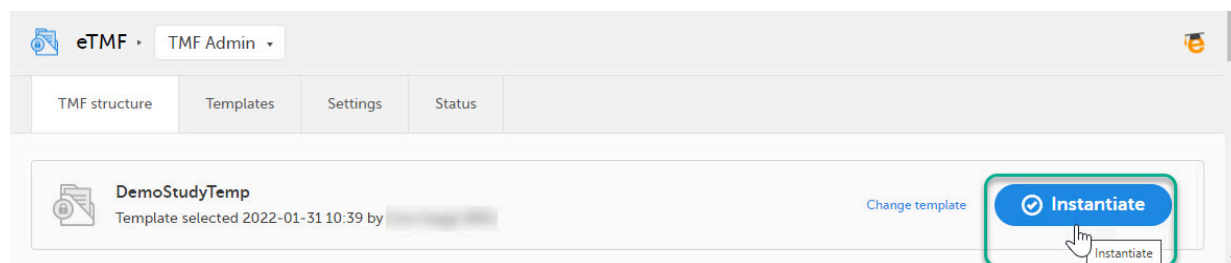 eTMF
TMF Admin
TMF structure Templates Settings Status
DemoStudyTemp
Template selected 2022-01-31 10:39 by
Change template
Instantiate
Instantiate